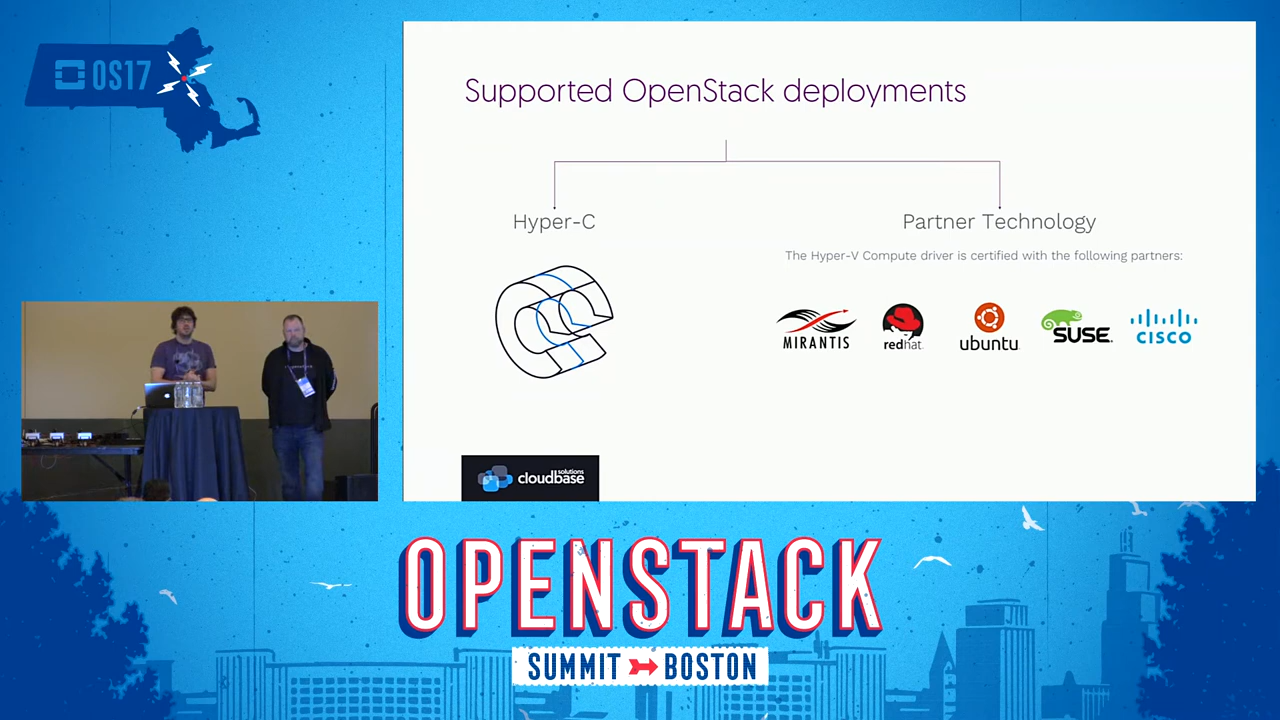 OS17
Supported OpenStack deployments
Hyper-C
Partner Technology
The Hyper-V Compute driver is certified with the following partners:
MIRANTIS
redhat.
ubuntu
SUSE
CISCO
solutions
cloudbase
OPENSTACK
SUMMIT BOSTON